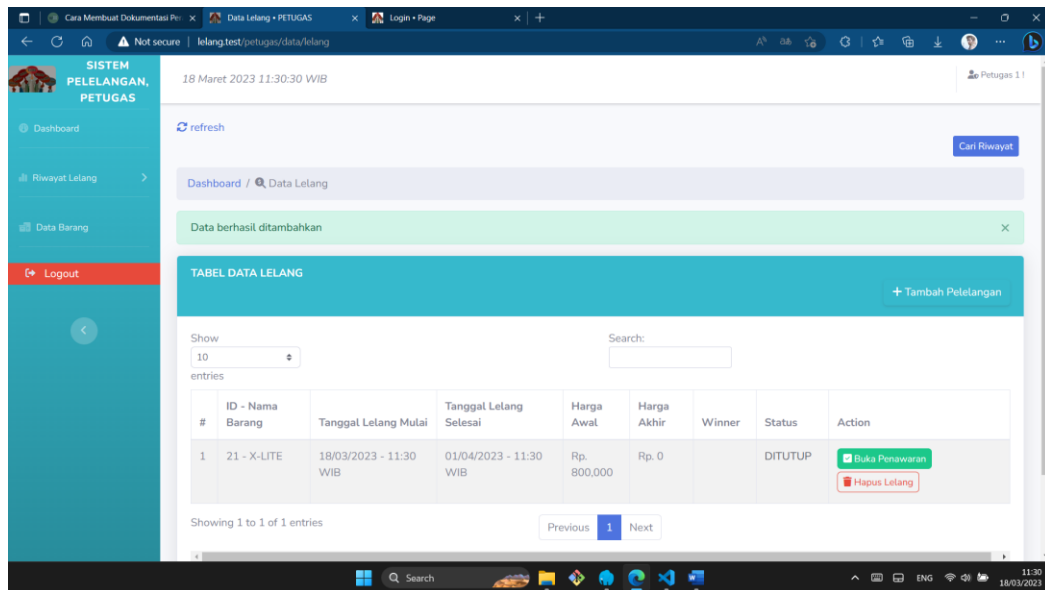 Cara Membuat Dokumentasi Per
Data Lelang • PETUGAS
Login • Page
Not secure | lelang.test/petugas/data/lelang
SISTEM
PELELANGAN,
PETUGAS
18 Maret 2023 11:30:30 WIB
Petugas 1 !
Dashboard
Riwayat Lelang
Data Barang
Logout
refresh
Cari Riwayat
Dashboard / Data Lelang
Data berhasil ditambahkan
TABEL DATA LELANG
+ Tambah Pelelangan
Show
10
entries
Search:
# ID - Nama Barang Tanggal Lelang Mulai Tanggal Lelang Selesai Harga Awal Harga Akhir Winner Status Action
1 21 - X-LITE 18/03/2023 - 11:30 WIB 01/04/2023 - 11:30 WIB Rp. 800,000 Rp. 0 DITUTUP Buka Penawaran
Hapus Lelang
Showing 1 to 1 of 1 entries
Previous 1 Next
Search
ENG
11:30
18/03/2023